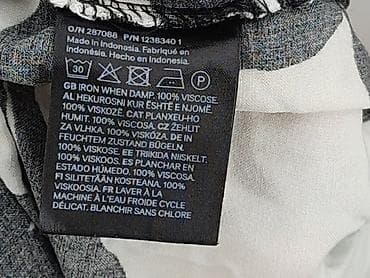 O/N 287068 P/N 1238340 1
Made in Indonesia. Fabriqué en
Indonésie. Hecho en Indonesia.
30 P
GB IRON WHEN DAMP. 100% VISCOSE.
AL HEKUROSNI KUR ËSHTË E NJOMË.
100% VISKOZË. CAT PLANXEU-HO
HUMIT. 100% VISCOSA. CZ ŽEHLIT
ZA VLHKA. 100% VISKÓZA. DE IN
FEUCHTEM ZUSTAND BÜGELN.
100% VISKOSE. EE TRIIKIDA NIISKELT.
100% VISKOOS. ES PLANCHAR EN
ESTADO HÚMEDO. 100% VISCOSA.
FI SILITETÄÄN KOSTEANA. 100%
VISKOOSIA. FR LAVER À LA
MACHINE À L'EAU FROIDE CYCLE
DÉLICAT. BLANCHIR SANS CHLORE